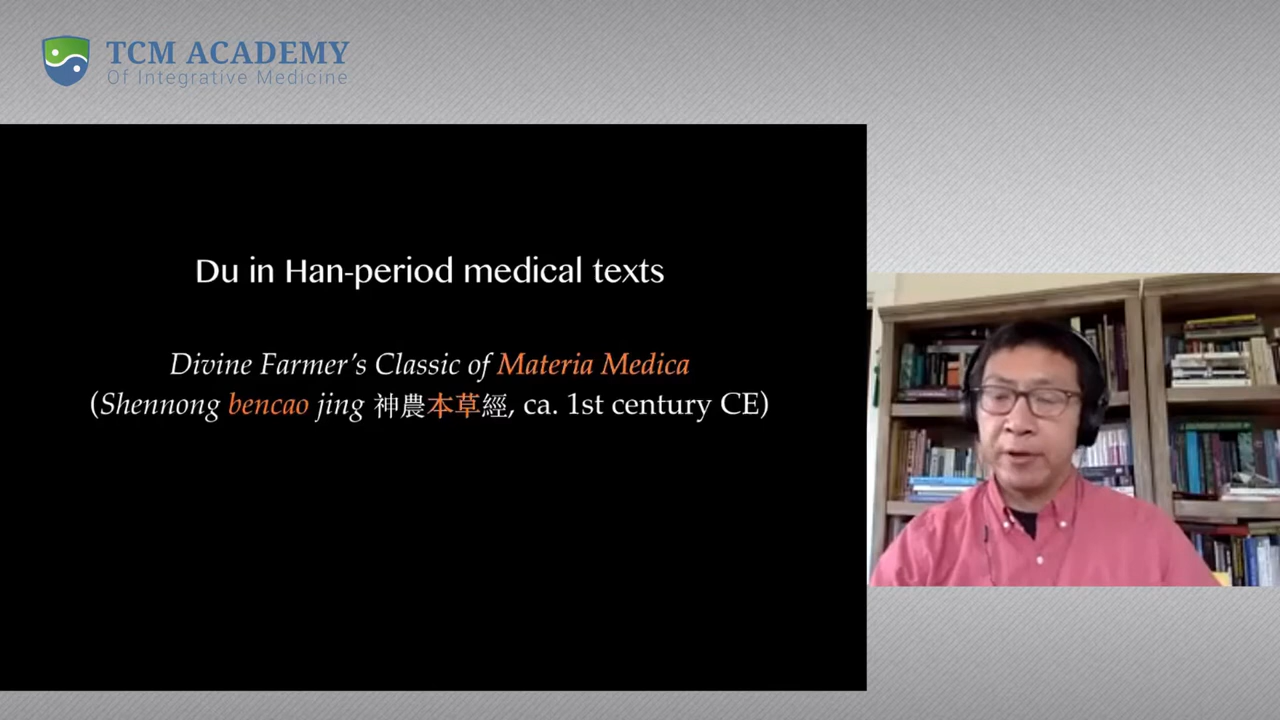 TCM ACADEMY
Of Integrative Medicine
Du in Han-period medical texts
Divine Farmer's Classic of Materia Medica
(Shennong bencao jing 神農本草經, ca. 1st century CE)